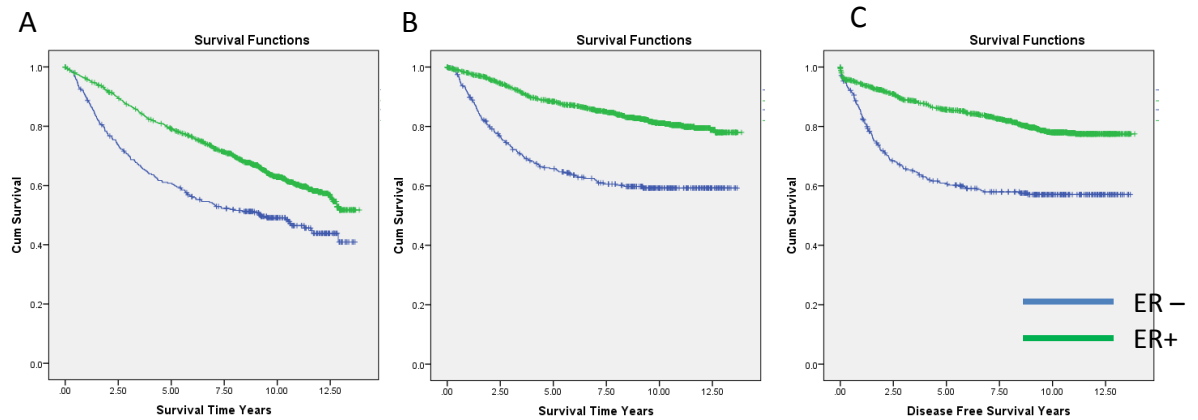 A
Survival Functions
Cum Survival
1.0
0.8
0.6
0.4
0.2
0.0
.00 2.50 5.00 7.50 10.00 12.50
Survival Time Years
B
Survival Functions
Cum Survival
1.0
0.8
0.6
0.4
0.2
0.0
.00 2.50 5.00 7.50 10.00 12.50
Survival Time Years
C
Survival Functions
Cum Survival
1.0
0.8
0.6
0.4
0.2
0.0
.00 2.50 5.00 7.50 10.00 12.50
Disease Free Survival Years
ER –
ER+